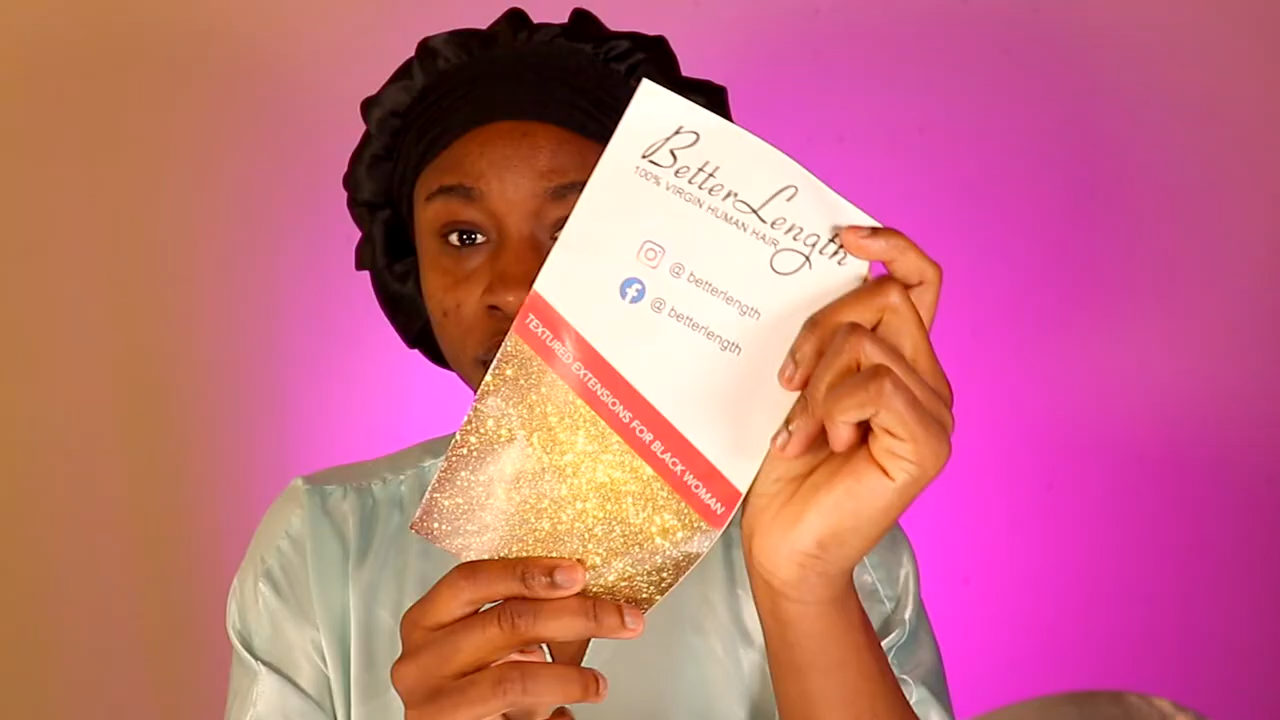 BetterLength
100% VIRGIN HUMAN HAIR
@ betterlength
@ betterlength
TEXTURED EXTENSIONS FOR BLACK WOMAN